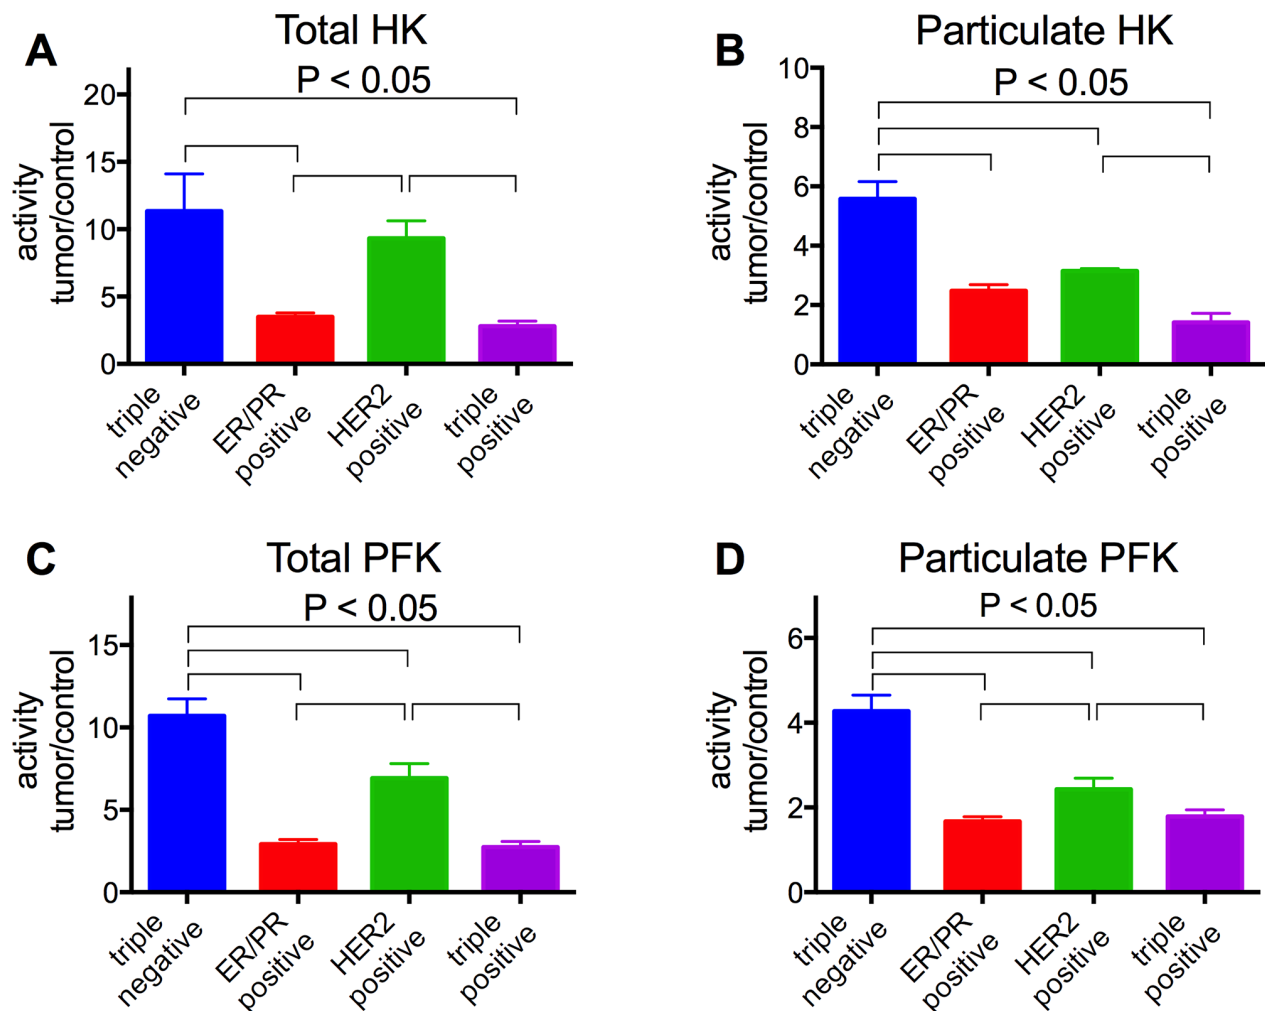 A
Total HK
P < 0.05
activity
tumor/control
20
15
10
5
0
triple
negative
ER/PR
positive
HER2
positive
triple
positive
B
Particulate HK
P < 0.05
activity
tumor/control
10
8
6
4
2
0
triple
negative
ER/PR
positive
HER2
positive
triple
positive
C
Total PFK
P < 0.05
activity
tumor/control
15
10
5
0
triple
negative
ER/PR
positive
HER2
positive
triple
positive
D
Particulate PFK
P < 0.05
activity
tumor/control
6
4
2
0
triple
negative
ER/PR
positive
HER2
positive
triple
positive